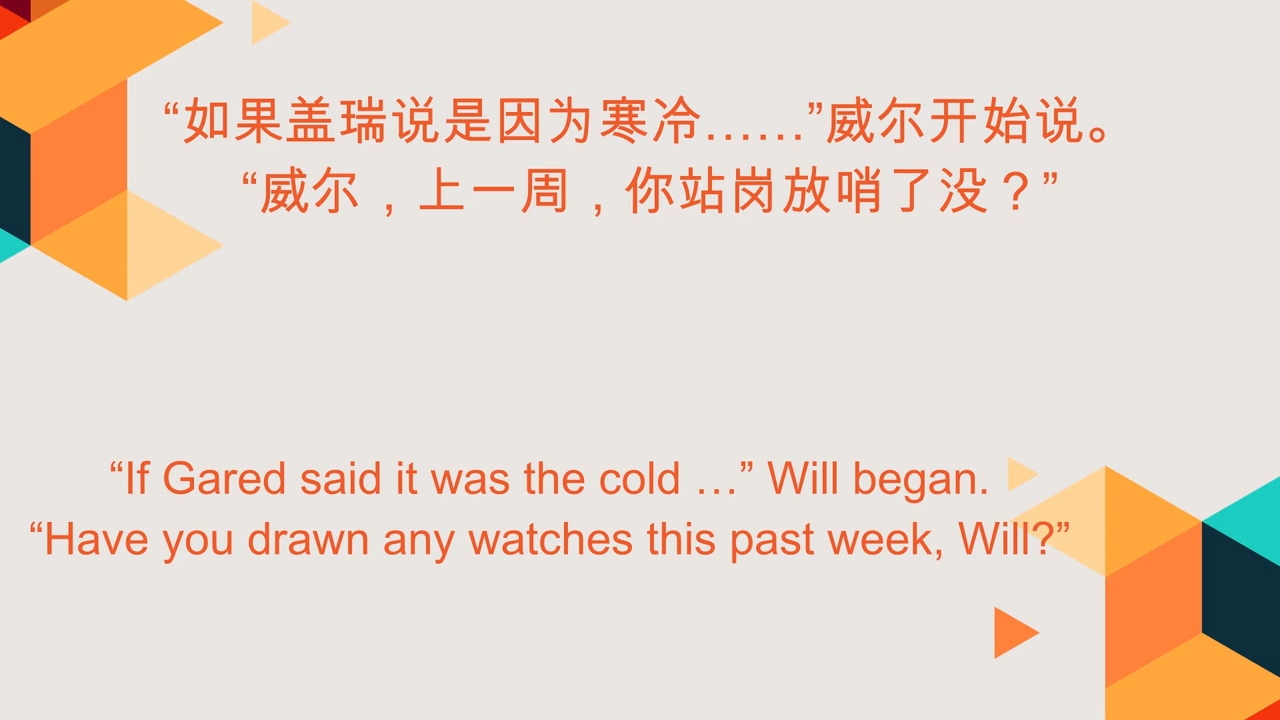 “如果盖瑞说是因为寒冷……”威尔开始说。
“威尔，上一周，你站岗放哨了没？”
“If Gared said it was the cold …” Will began.
“Have you drawn any watches this past week, Will?”